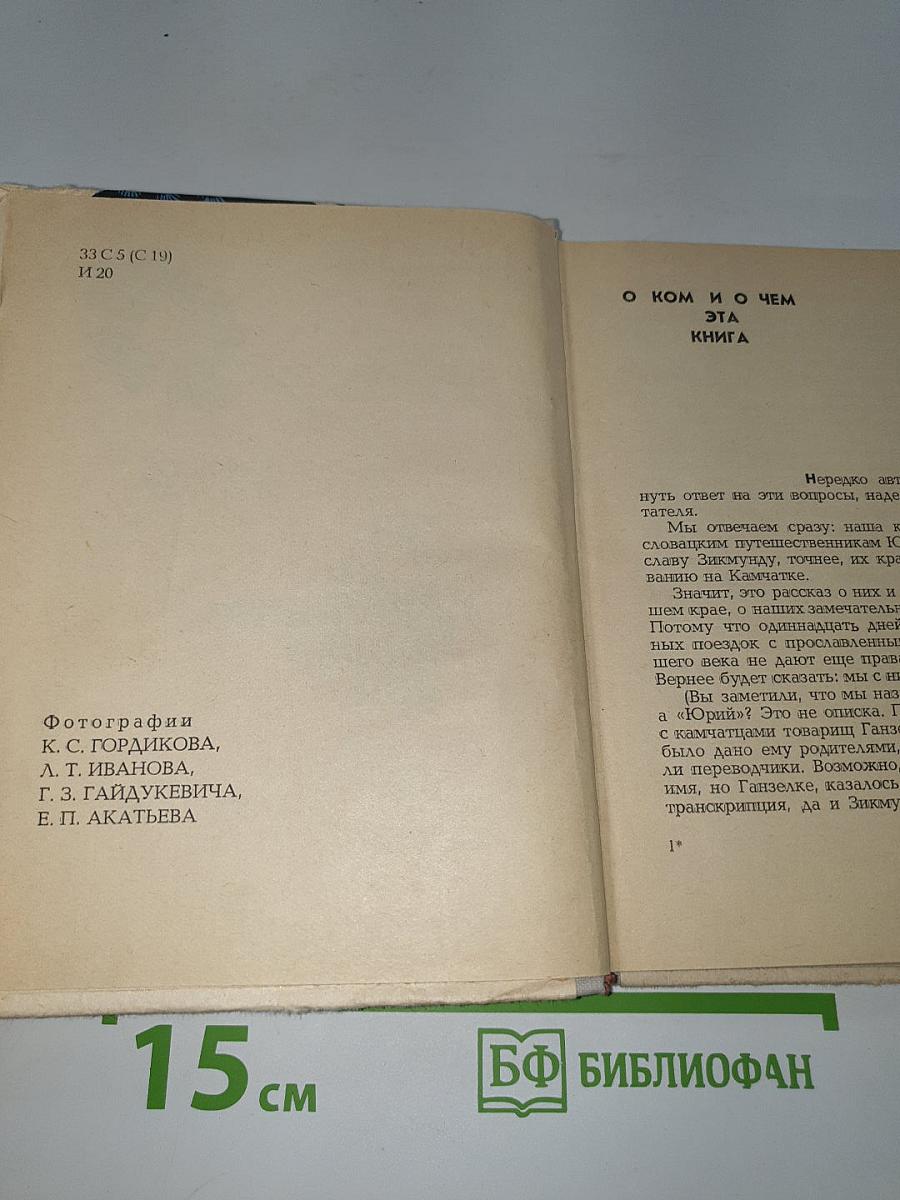 33 С 5 (С 19)
И 20
Фотографии
К. С. ГОРДИКОВА,
Л. Т. ИВАНОВА,
Г. З. ГАЙДУКЕВИЧА,
Е. П. АКАТЬЕВА
О КОМ И О ЧЕМ
ЭТА
КНИГА
Нередко авт
нуть ответ на эти вопросы, наде
тателя.
Мы отвечаем сразу: наша к
словацким путешественникам Ю
славу Зикмунду, точнее, их кра
ванию на Камчатке.
Значит, это рассказ о них и
шем крае, о наших замечательн
Потому что одиннадцать дней
ных поездок с прославленным
шего века не дают еще права
Вернее будет сказать: мы с ни
(Вы заметили, что мы наз
а «Юрий»? Это не описка. П
с камчатцами товарищ Ганзе
было дано ему родителями,
ли переводчики. Возможно,
имя, но Ганзелке, казалось
транскрипция, да и Зикму
1*
15 см
БФ БИБЛИОФАН